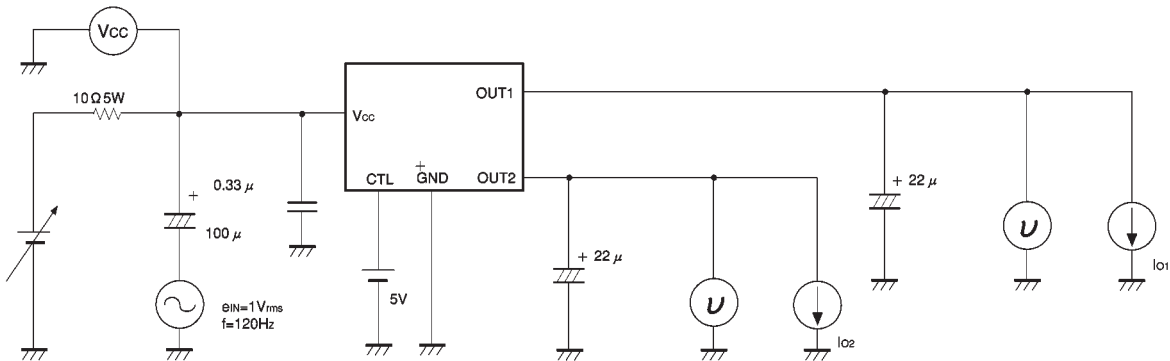 Vcc
10Ω5W
OUT1
Vcc
+
0.33μ
CTL
+
GND
OUT2
+ 22μ
100μ
+ 22μ
υ
5V
υ
eIN=1Vrms
f=120Hz
IO1
IO2